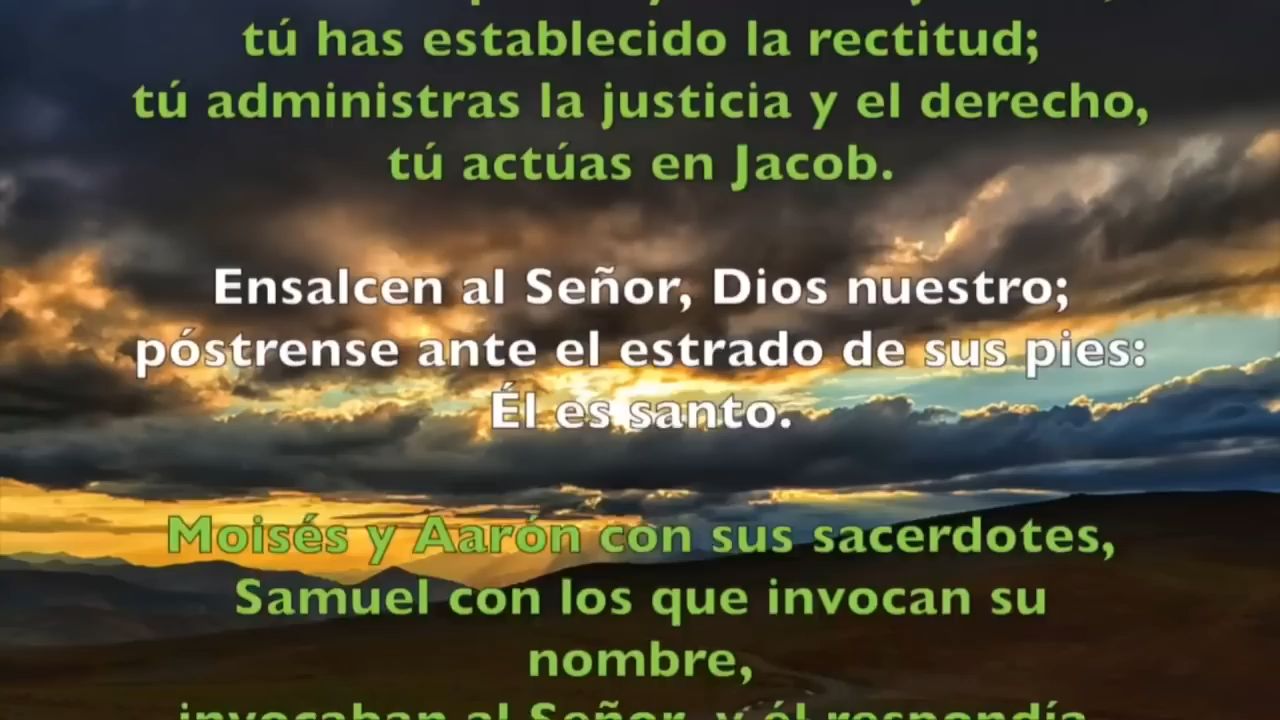 tú has establecido la rectitud;
tú administras la justicia y el derecho,
tú actúas en Jacob.
Ensalcen al Señor, Dios nuestro;
póstrense ante el estrado de sus pies:
Él es santo.
Moisés y Aarón con sus sacerdotes,
Samuel con los que invocan su
nombre,
invocaban al Señor, y él respondía